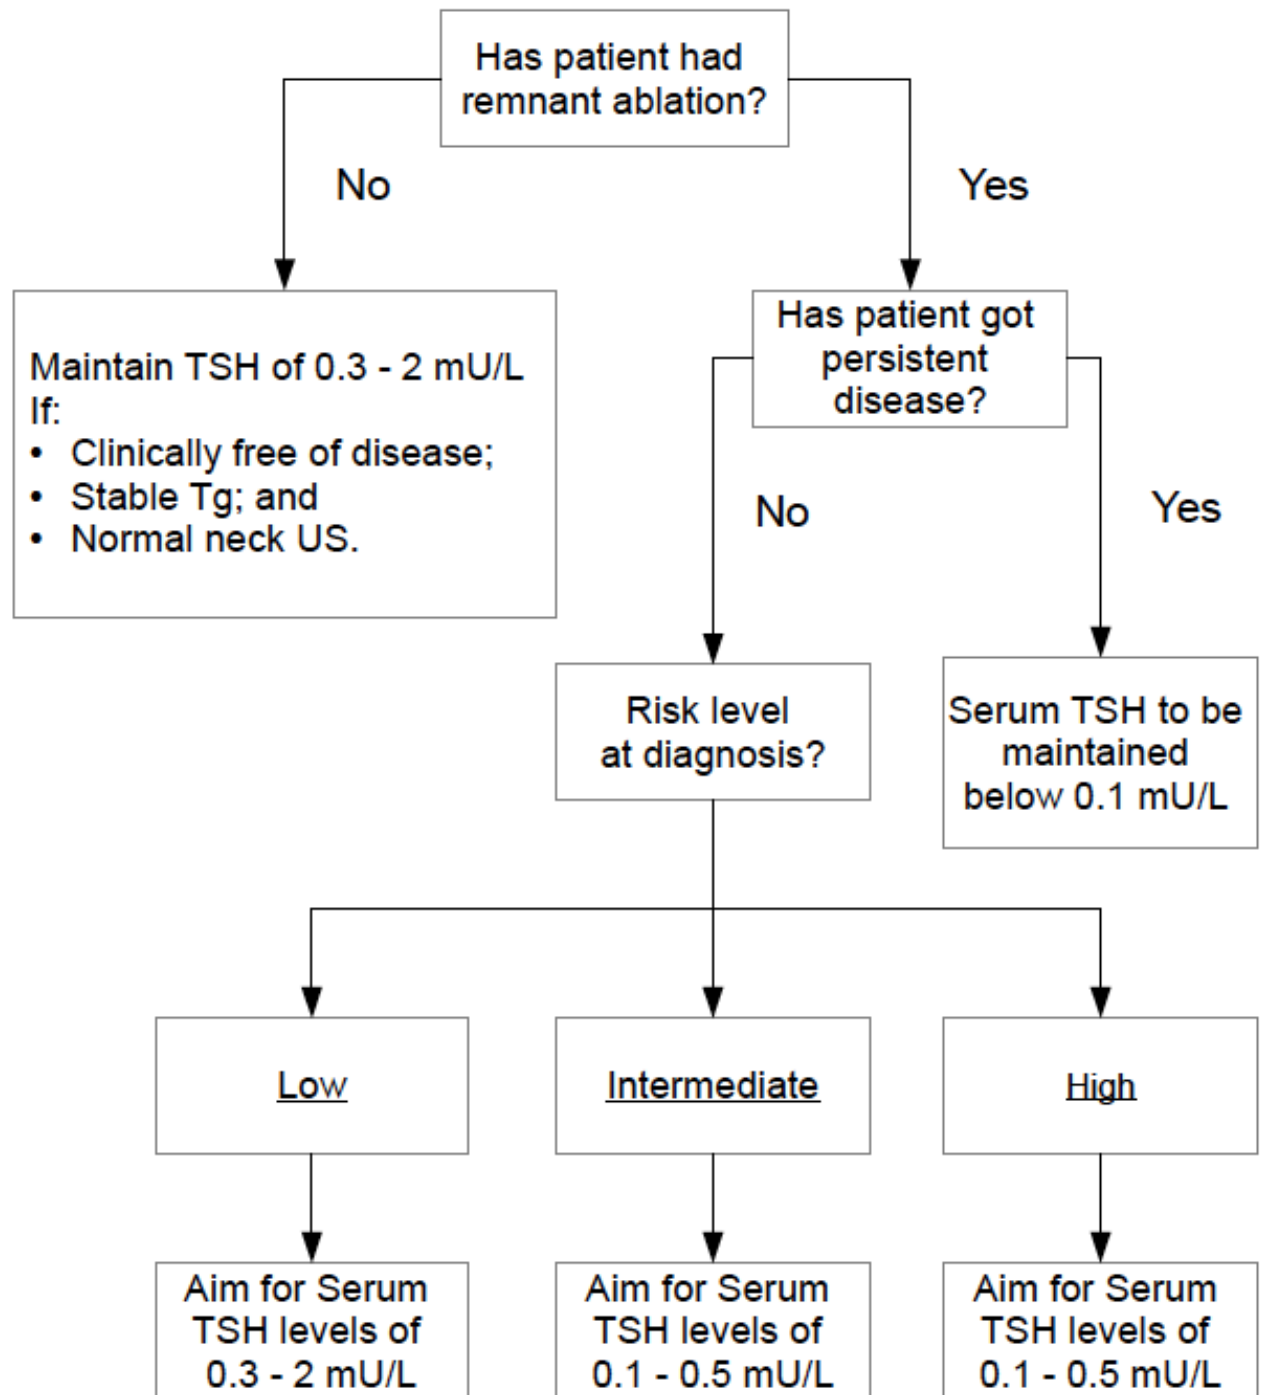 Has patient had
remnant ablation?
No
Yes
Maintain TSH of 0.3 - 2 mU/L
If:
• Clinically free of disease;
• Stable Tg; and
• Normal neck US.
Has patient got
persistent
disease?
No
Yes
Risk level
at diagnosis?
Serum TSH to be
maintained
below 0.1 mU/L
Low
Intermediate
High
Aim for Serum
TSH levels of
0.3 - 2 mU/L
Aim for Serum
TSH levels of
0.1 - 0.5 mU/L
Aim for Serum
TSH levels of
0.1 - 0.5 mU/L